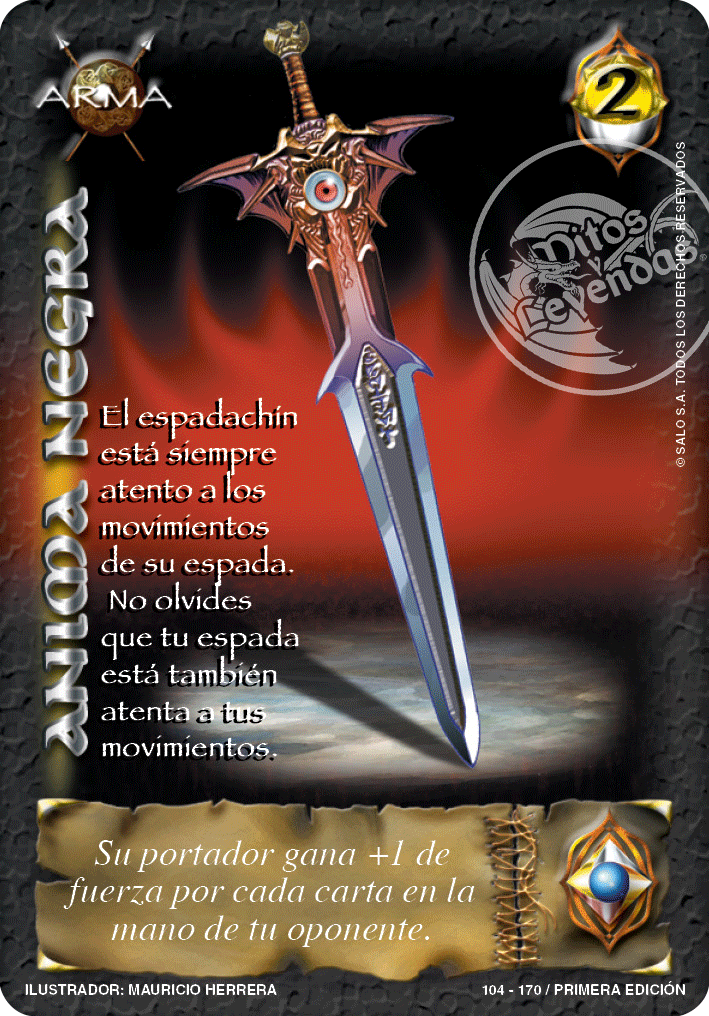 ARMA
2
Mitos
y
Leyendas
©SALO S.A. TODOS LOS DERECHOS RESERVADOS
ANIMA NEGRA
El espadachín
está siempre
atento a los
movimientos
de su espada.
No olvides
que tu espada
está también
atenta a tus
movimientos.
Su portador gana +1 de
fuerza por cada carta en la
mano de tu oponente.
ILUSTRADOR: MAURICIO HERRERA
104 - 170 / PRIMERA EDICIÓN